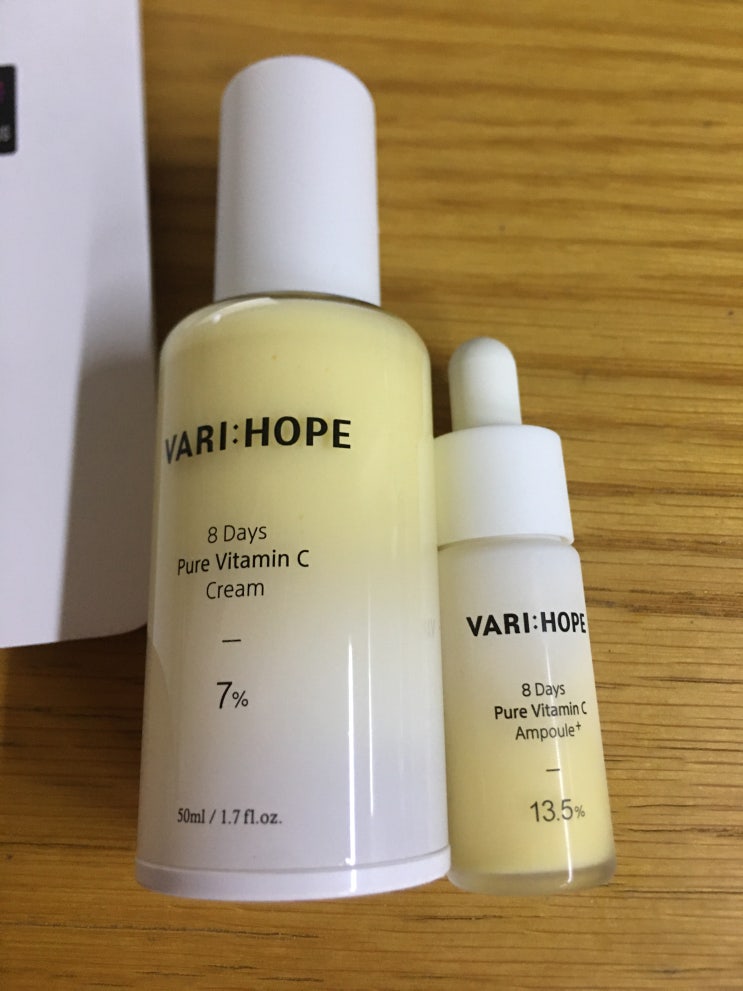 VARI:HOPE
8 Days
Pure Vitamin C
Cream
7%
50ml / 1.7 fl.oz.
VARI:HOPE
8 Days
Pure Vitamin C
Ampoule+
13.5%